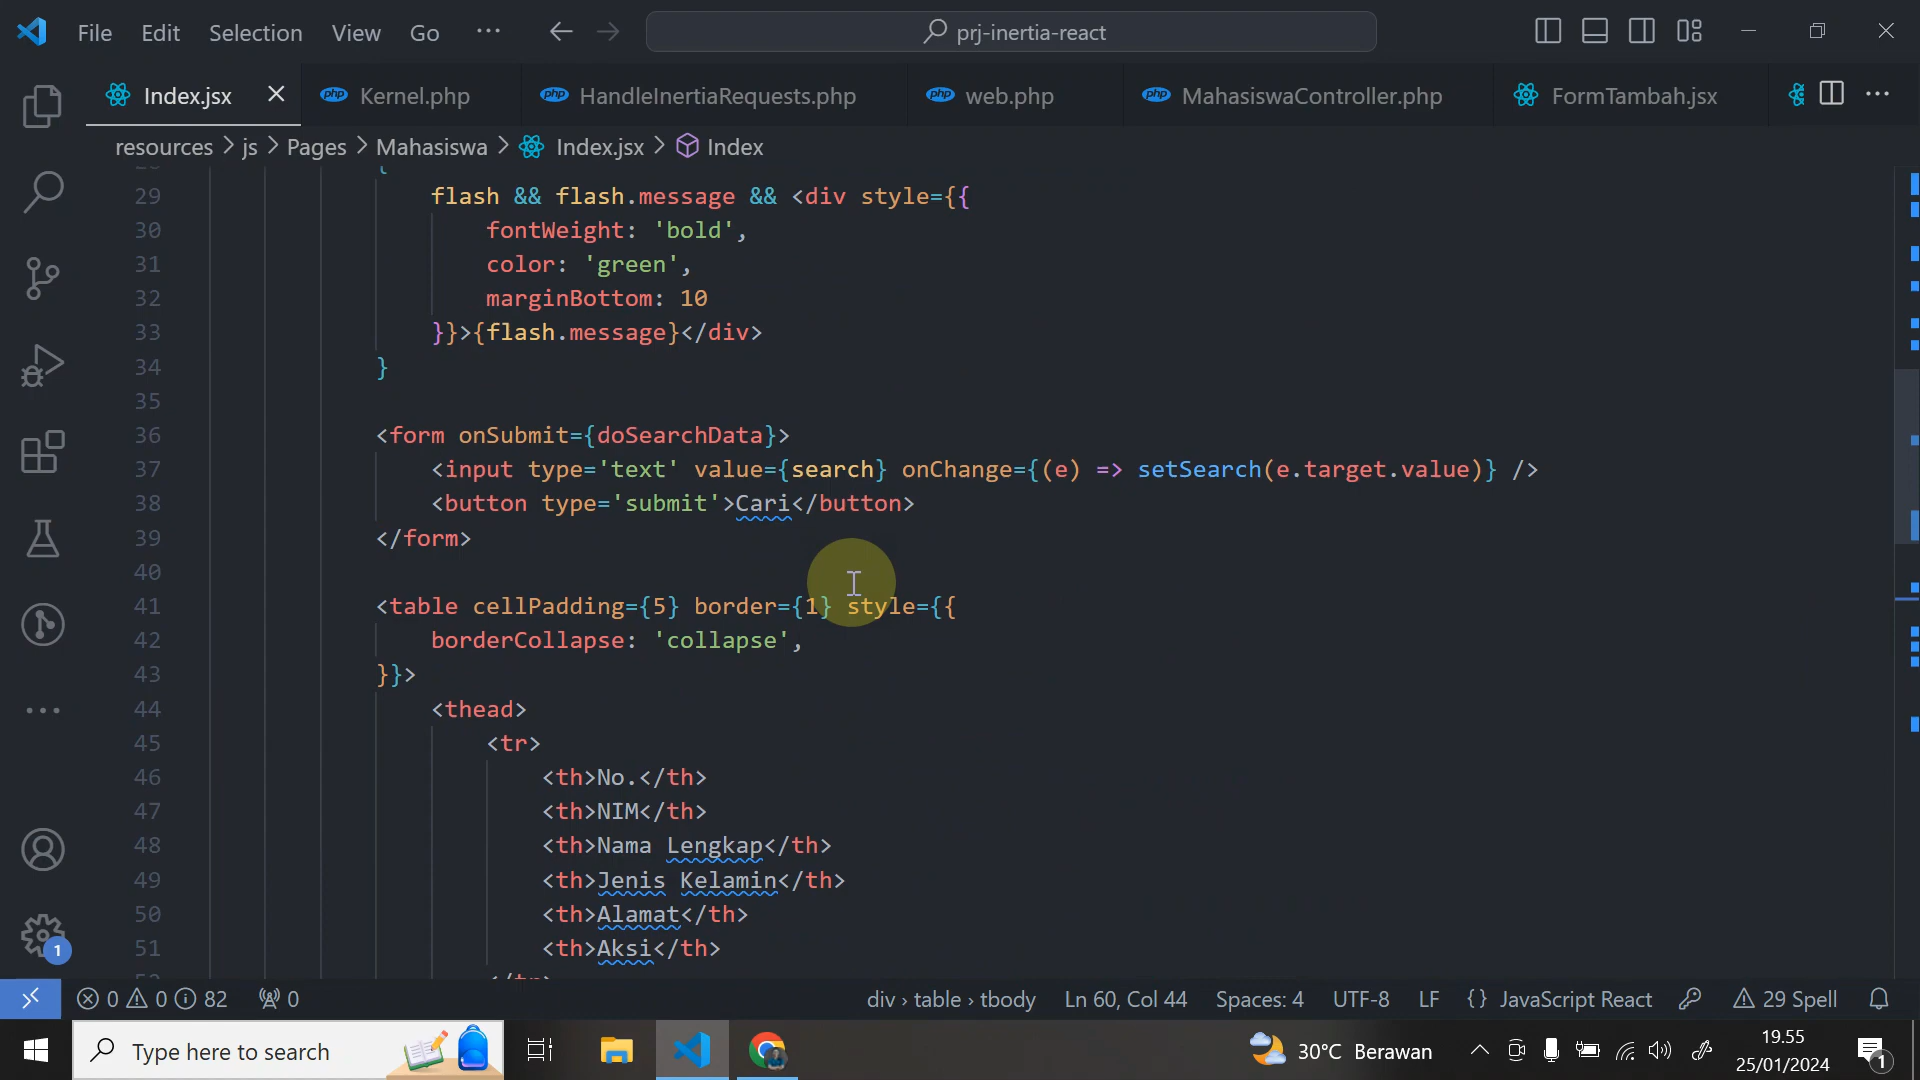 File Edit Selection View Go ··· prj-inertia-react
Index.jsx Kernel.php HandleInertiaRequests.php web.php MahasiswaController.php FormTambah.jsx ···
resources > js > Pages > Mahasiswa > Index.jsx > Index
29 flash && flash.message && <div style={{
30 fontWeight: 'bold',
31 color: 'green',
32 marginBottom: 10
33 }}>{flash.message}</div>
34 }
35
36 <form onSubmit={doSearchData}>
37 <input type='text' value={search} onChange={(e) => setSearch(e.target.value)} />
38 <button type='submit'>Cari</button>
39 </form>
40
41 <table cellPadding={5} border={1} style={{
42 borderCollapse: 'collapse',
43 }}>
44 <thead>
45 <tr>
46 <th>No.</th>
47 <th>NIM</th>
48 <th>Nama Lengkap</th>
49 <th>Jenis Kelamin</th>
50 <th>Alamat</th>
51 <th>Aksi</th>
1
0 0 82 0 div › table › tbody Ln 60, Col 44 Spaces: 4 UTF-8 LF {} JavaScript React 29 Spell
Type here to search 30°C Berawan 19.55
25/01/2024 1